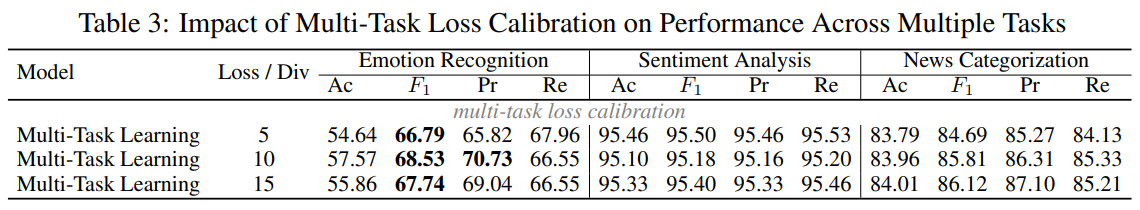 Table 3: Impact of Multi-Task Loss Calibration on Performance Across Multiple Tasks
Model Loss / Div Emotion Recognition Sentiment Analysis News Categorization
Ac F1 Pr Re Ac F1 Pr Re Ac F1 Pr Re
multi-task loss calibration
Multi-Task Learning 5 54.64 66.79 65.82 67.96 95.46 95.50 95.46 95.53 83.79 84.69 85.27 84.13
Multi-Task Learning 10 57.57 68.53 70.73 66.55 95.10 95.18 95.16 95.20 83.96 85.81 86.31 85.33
Multi-Task Learning 15 55.86 67.74 69.04 66.55 95.33 95.40 95.33 95.46 84.01 86.12 87.10 85.21